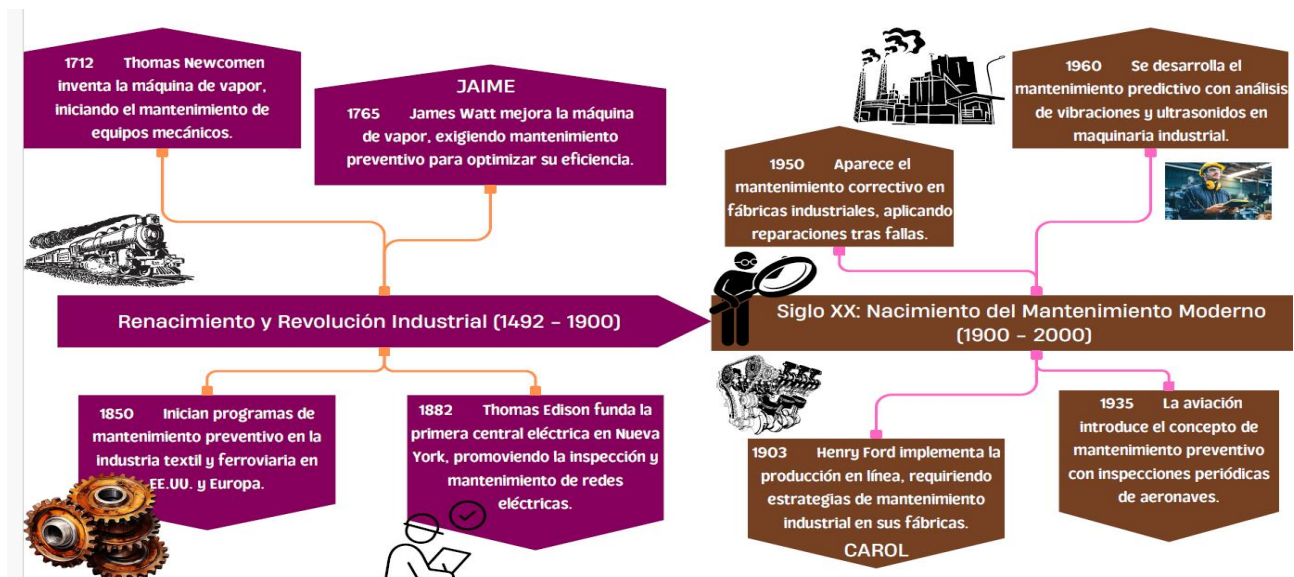 1712 Thomas Newcomen
inventa la máquina de vapor,
iniciando el mantenimiento de
equipos mecánicos.
JAIME
1765 James Watt mejora la máquina
de vapor, exigiendo mantenimiento
preventivo para optimizar su eficiencia.
Renacimiento y Revolución Industrial (1492 – 1900)
1850 Inician programas de
mantenimiento preventivo en la
industria textil y ferroviaria en
EE.UU. y Europa.
1882 Thomas Edison funda la
primera central eléctrica en Nueva
York, promoviendo la inspección y
mantenimiento de redes
eléctricas.
1950 Aparece el
mantenimiento correctivo en
fábricas industriales, aplicando
reparaciones tras fallas.
1960 Se desarrolla el
mantenimiento predictivo con análisis
de vibraciones y ultrasonidos en
maquinaria industrial.
Siglo XX: Nacimiento del Mantenimiento Moderno
(1900 – 2000)
1903 Henry Ford implementa la
producción en línea, requiriendo
estrategias de mantenimiento
industrial en sus fábricas.
CAROL
1935 La aviación
introduce el concepto de
mantenimiento preventivo
con inspecciones periódicas
de aeronaves.